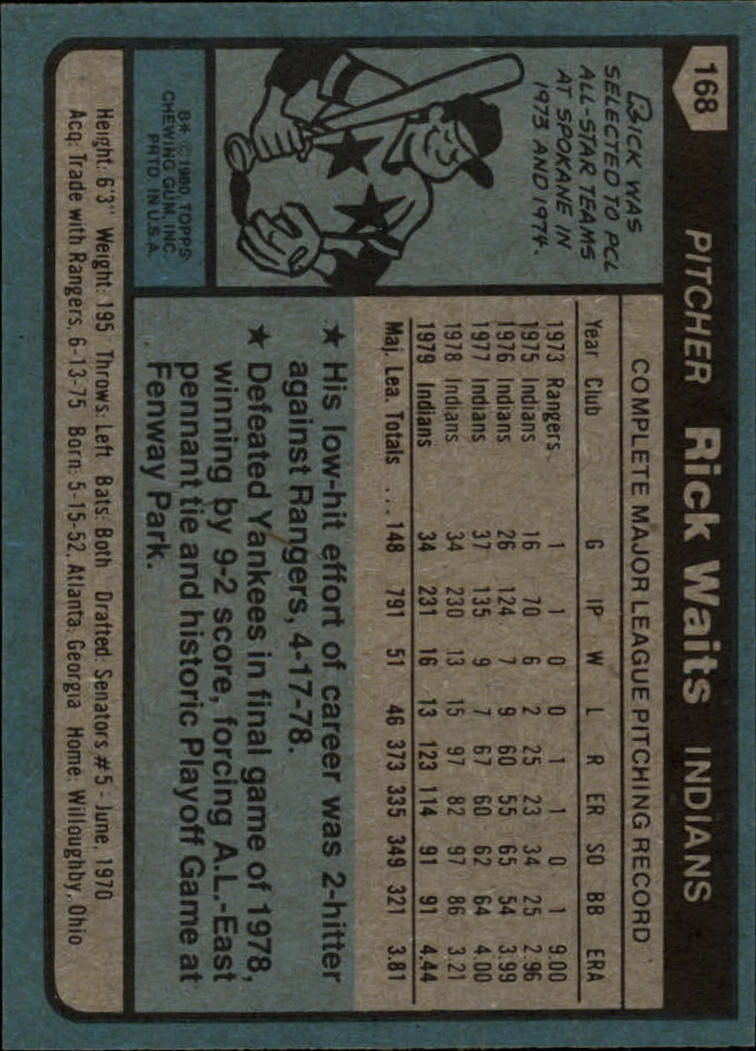 168
PITCHER Rick Waits INDIANS
RICK WAS
SELECTED TO PCL
ALL-STAR TEAMS
AT SPOKANE IN
1973 AND 1974.
B* © 1980 TOPPS
CHEWING GUM, INC.
PRTD. IN U.S.A.
COMPLETE MAJOR LEAGUE PITCHING RECORD
Year Club G IP W L R ER SO BB ERA
1973 Rangers 1 1 0 0 1 1 0 1 9.00
1975 Indians 16 70 6 2 25 23 34 25 2.96
1976 Indians 26 124 7 9 60 55 65 54 3.99
1977 Indians 37 135 9 7 67 60 62 64 4.00
1978 Indians 34 230 13 15 97 82 97 86 3.21
1979 Indians 34 231 16 13 123 114 91 91 4.44
Maj. Lea. Totals ... 148 791 51 46 373 335 349 321 3.81
★ His low-hit effort of career was 2-hitter
against Rangers, 4-17-78.
★ Defeated Yankees in final game of 1978,
winning by 9-2 score, forcing A.L.-East
pennant tie and historic Playoff Game at
Fenway Park.
Height: 6'3" Weight: 195 Throws: Left Bats: Both Drafted: Senators #5 - June, 1970
Acq: Trade with Rangers, 6-13-75 Born: 5-15-52, Atlanta, Georgia Home: Willoughby, Ohio